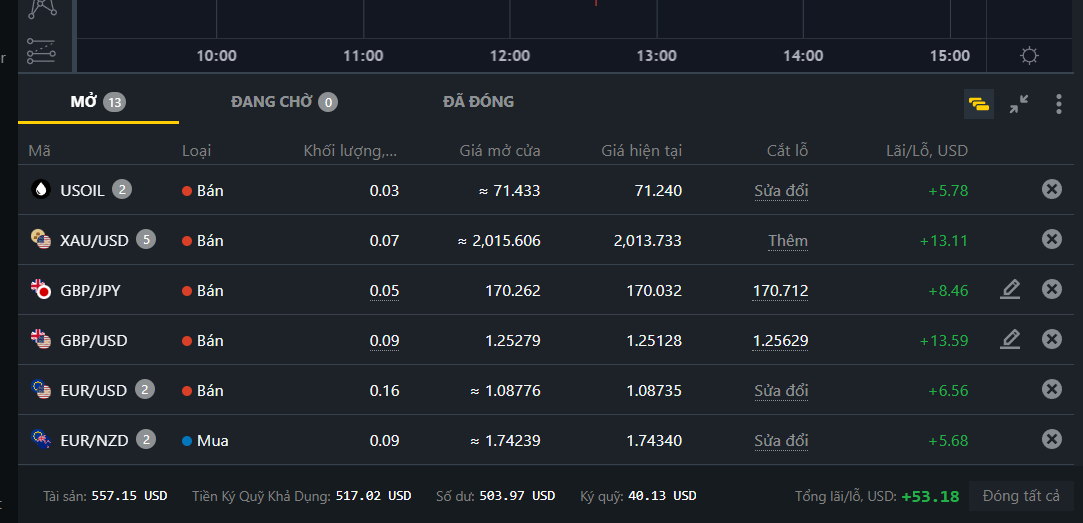 r
10:00 11:00 12:00 13:00 14:00 15:00
MỞ 13 ĐANG CHỜ 0 ĐÃ ĐÓNG
Mã Loại Khối lượng,... Giá mở cửa Giá hiện tại Cắt lỗ Lãi/Lỗ, USD
USOIL 2 Bán 0.03 ≈ 71.433 71.240 Sửa đổi +5.78
XAU/USD 5 Bán 0.07 ≈ 2,015.606 2,013.733 Thêm +13.11
GBP/JPY Bán 0.05 170.262 170.032 170.712 +8.46
GBP/USD Bán 0.09 1.25279 1.25128 1.25629 +13.59
EUR/USD 2 Bán 0.16 ≈ 1.08776 1.08735 Sửa đổi +6.56
EUR/NZD 2 Mua 0.09 ≈ 1.74239 1.74340 Sửa đổi +5.68
Tài sản: 557.15 USD Tiền Ký Quỹ Khả Dụng: 517.02 USD Số dư: 503.97 USD Ký quỹ: 40.13 USD Tổng lãi/lỗ, USD: +53.18 Đóng tất cả